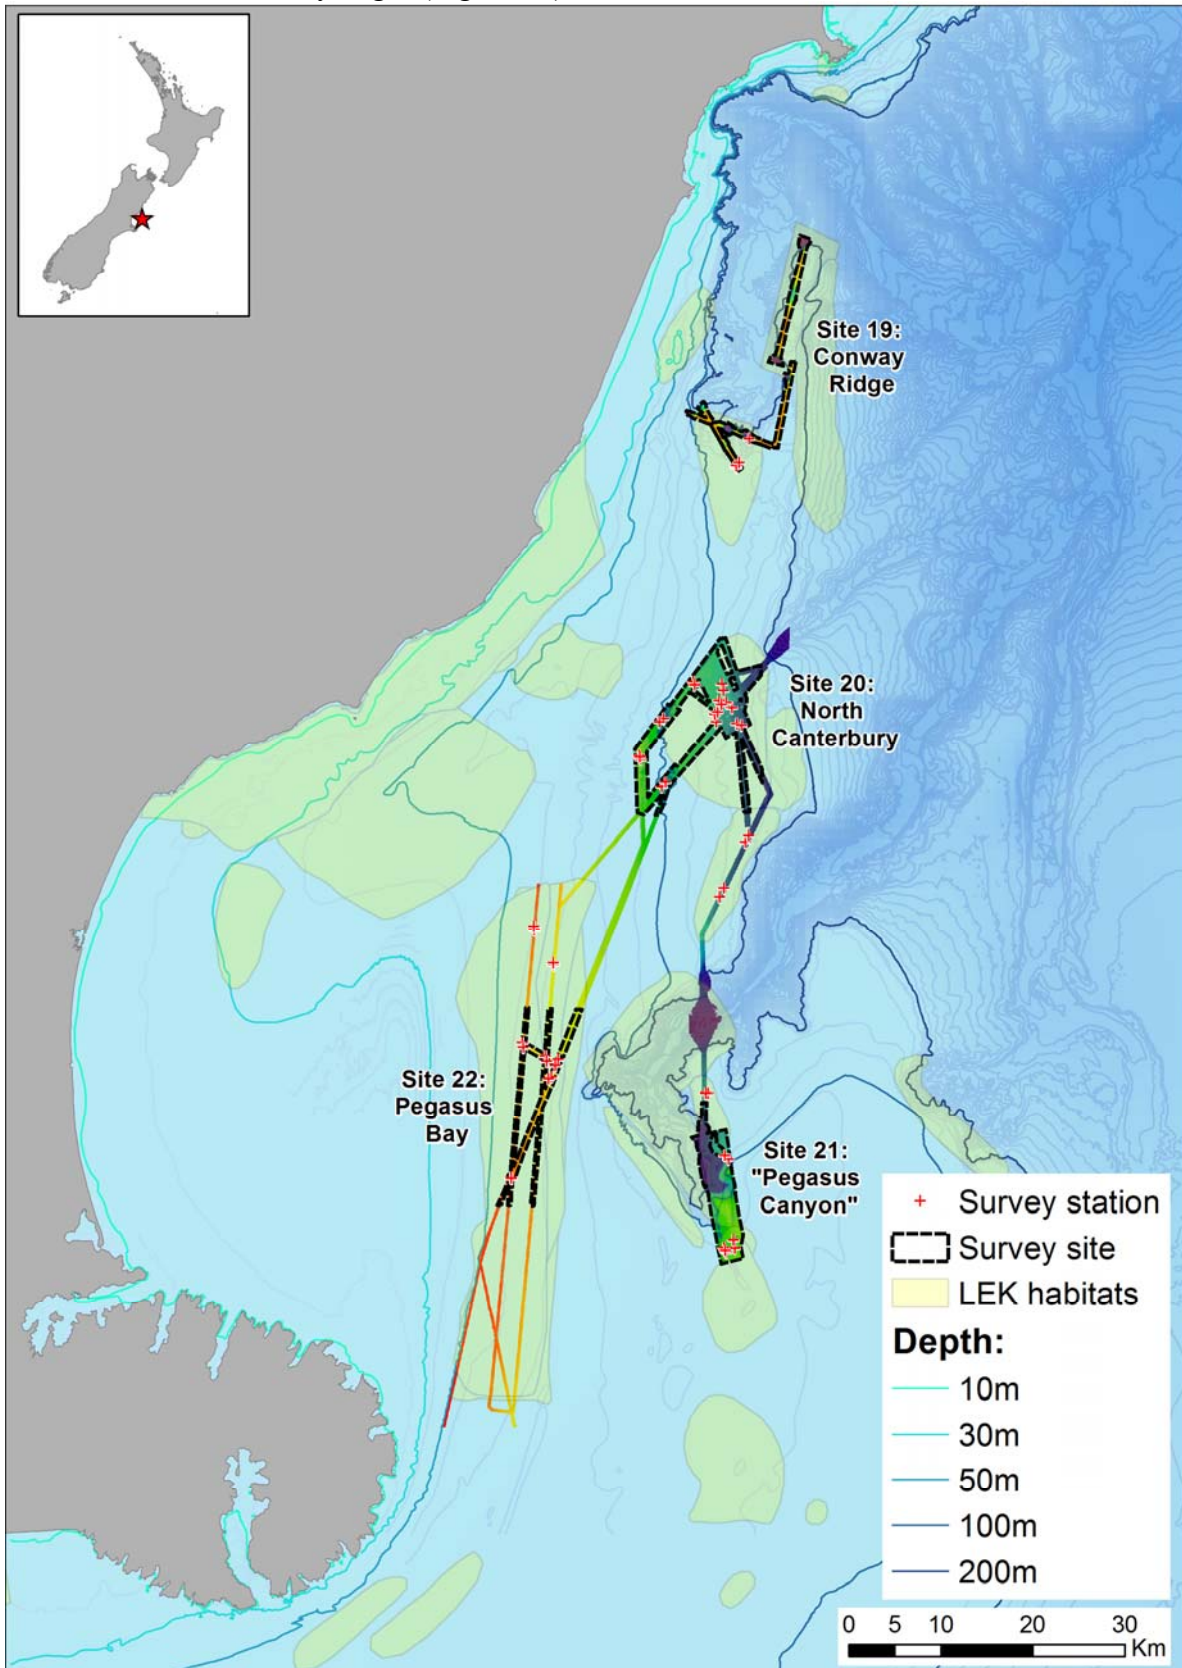 Site 19:
Conway
Ridge
Site 20:
North
Canterbury
Site 22:
Pegasus
Bay
Site 21:
"Pegasus
Canyon"
Survey station
Survey site
LEK habitats
Depth:
10m
30m
50m
100m
200m
0 5 10 20 30
Km